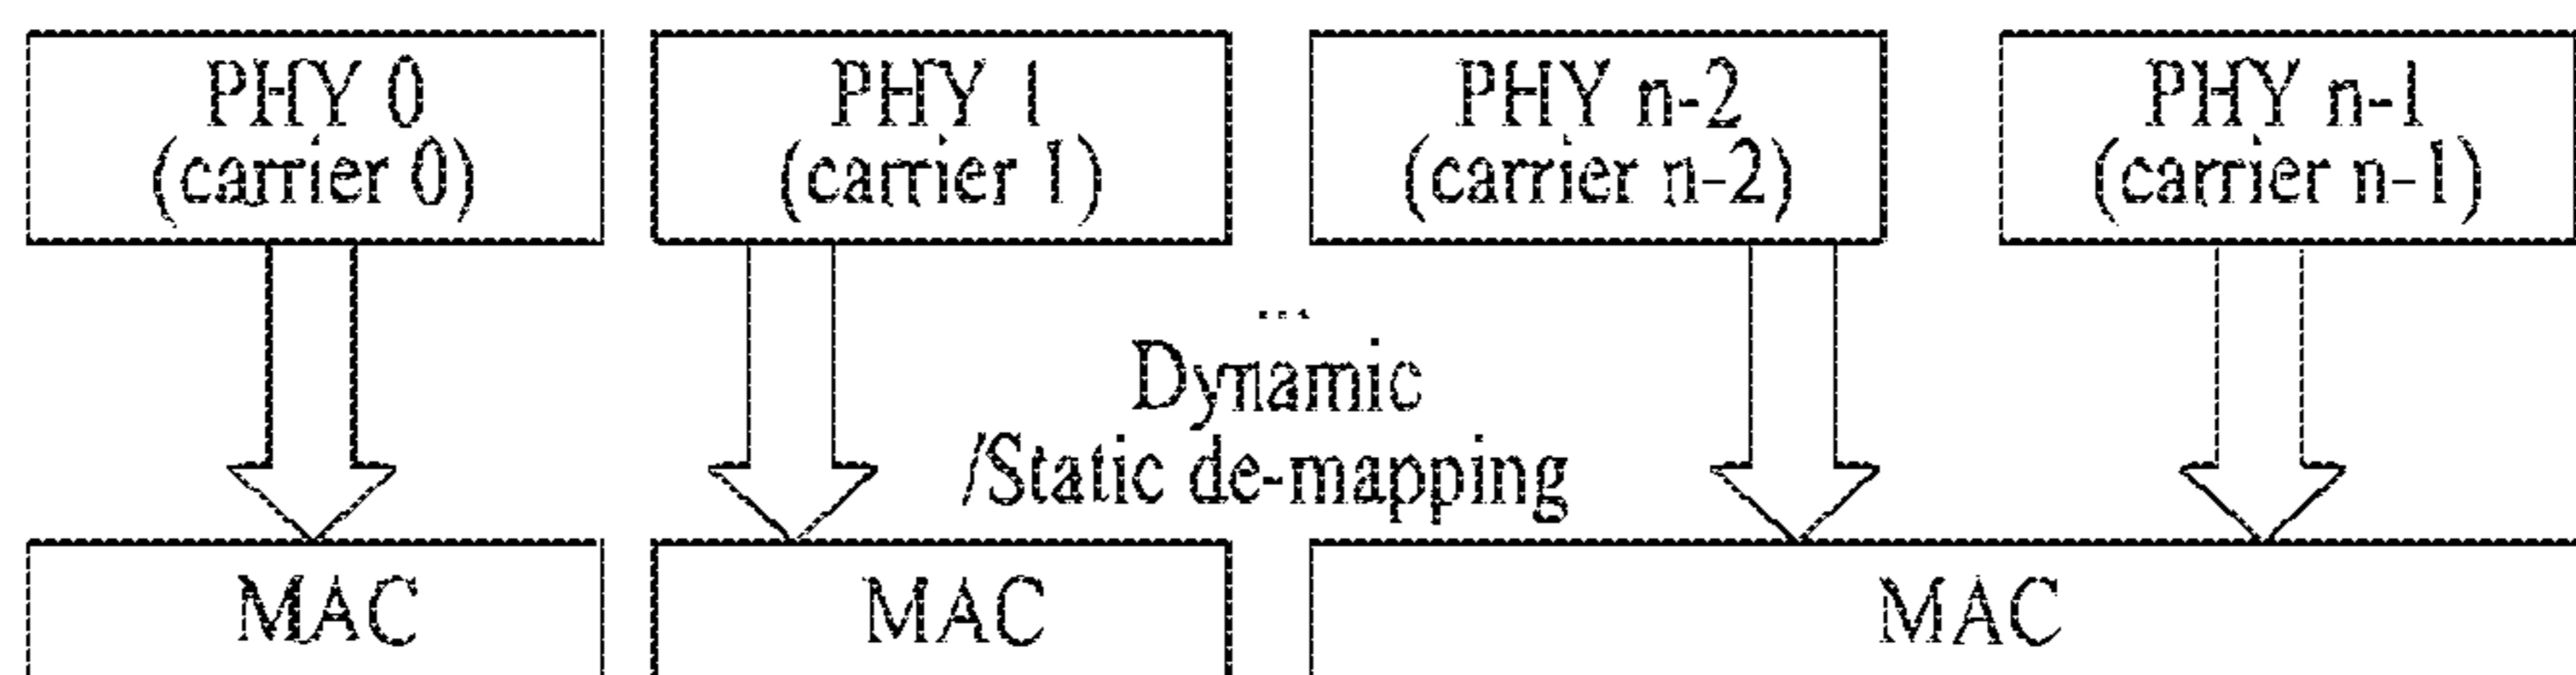 PHY 0
(carrier 0)
PHY 1
(carrier 1)
PHY n-2
(carrier n-2)
PHY n-1
(carrier n-1)
...
Dynamic
/Static de-mapping
MAC
MAC
MAC